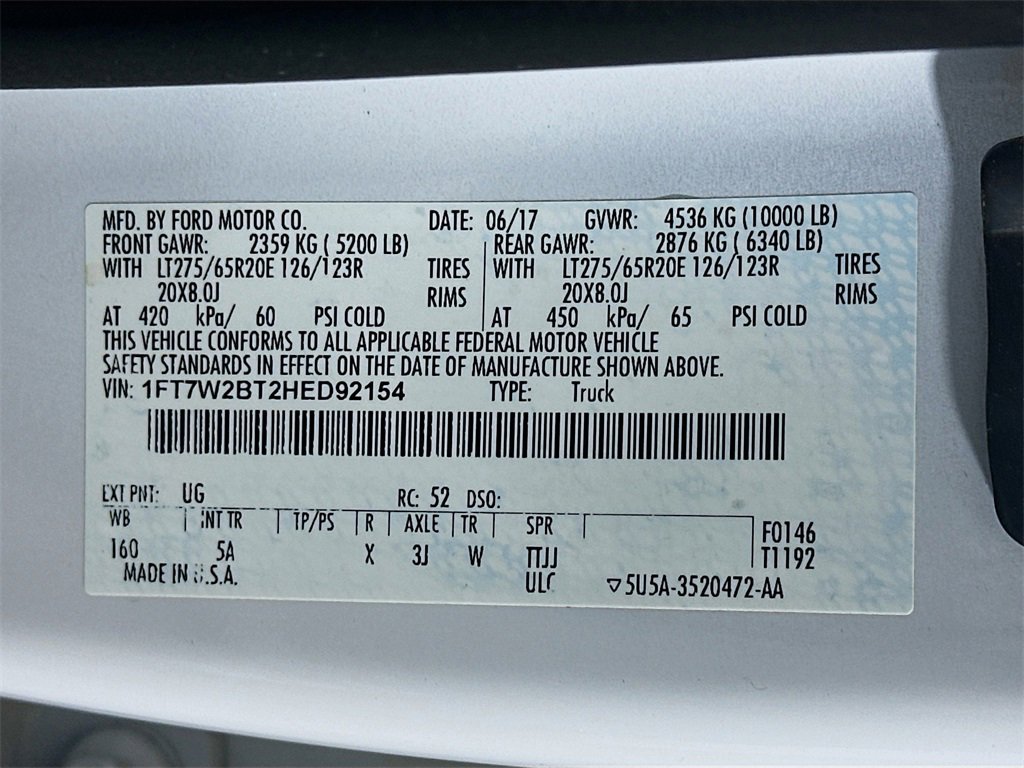 MFD. BY FORD MOTOR CO. DATE: 06/17 GVWR: 4536 KG (10000 LB)
FRONT GAWR: 2359 KG ( 5200 LB) REAR GAWR: 2876 KG ( 6340 LB)
WITH LT275/65R20E 126/123R TIRES WITH LT275/65R20E 126/123R TIRES
20X8.0J RIMS 20X8.0J RIMS
AT 420 kPa/ 60 PSI COLD AT 450 kPa/ 65 PSI COLD
THIS VEHICLE CONFORMS TO ALL APPLICABLE FEDERAL MOTOR VEHICLE
SAFETY STANDARDS IN EFFECT ON THE DATE OF MANUFACTURE SHOWN ABOVE.
VIN: 1FT7W2BT2HED92154 TYPE: Truck
EXT PNT: UG RC: 52 DSO:
WB INT TR TP/PS R AXLE TR SPR F0146
160 5A X 3J W TTJJ T1192
MADE IN U.S.A. ULC 5U5A-3520472-AA